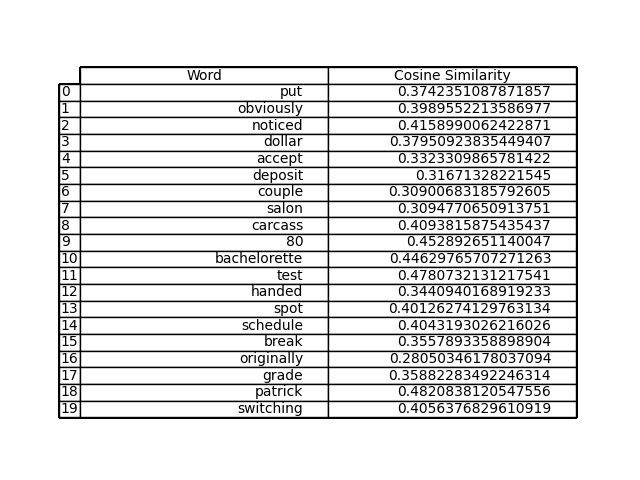 Word Cosine Similarity
0 put 0.3742351087871857
1 obviously 0.3989552213586977
2 noticed 0.4158990062422871
3 dollar 0.37950923835449407
4 accept 0.3323309865781422
5 deposit 0.31671328221545
6 couple 0.30900683185792605
7 salon 0.3094770650913751
8 carcass 0.4093815875435437
9 80 0.452892651140047
10 bachelorette 0.44629765707271263
11 test 0.4780732131217541
12 handed 0.3440940168919233
13 spot 0.40126274129763134
14 schedule 0.4043193026216026
15 break 0.3557893358898904
16 originally 0.28050346178037094
17 grade 0.35882283492246314
18 patrick 0.4820838120547556
19 switching 0.4056376829610919